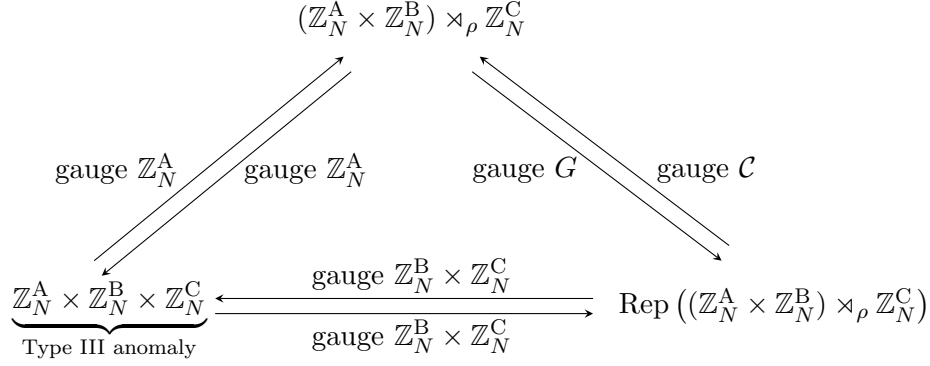 (ℤ_N^A × ℤ_N^B) ⋊_ρ ℤ_N^C
gauge ℤ_N^A
gauge ℤ_N^A
gauge G
gauge 𝒞
gauge ℤ_N^B × ℤ_N^C
ℤ_N^A × ℤ_N^B × ℤ_N^C
Rep ((ℤ_N^A × ℤ_N^B) ⋊_ρ ℤ_N^C)
gauge ℤ_N^B × ℤ_N^C
Type III anomaly